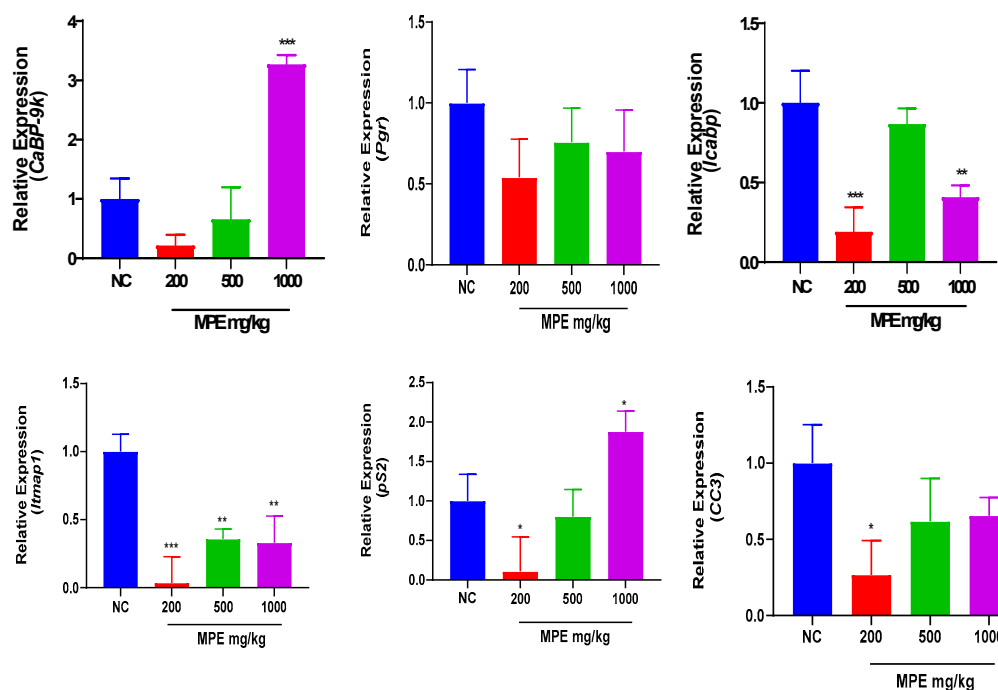 Relative Expression
(CaBP-9k)
4
3
2
1
0
***
NC 200 500 1000
MPE mg/kg
Relative Expression
(Pgr)
1.5
1.0
0.5
0.0
NC 200 500 1000
MPE mg/kg
Relative Expression
(Icabp)
1.5
1.0
0.5
0.0
***
**
NC 200 500 1000
MPE mg/kg
Relative Expression
(Itmap1)
1.5
1.0
0.5
0.0
***
**
**
NC 200 500 1000
MPE mg/kg
Relative Expression
(pS2)
2.5
2.0
1.5
1.0
0.5
0.0
*
*
NC 200 500 1000
MPE mg/kg
Relative Expression
(CC3)
1.5
1.0
0.5
0.0
*
NC 200 500 1000
MPE mg/kg